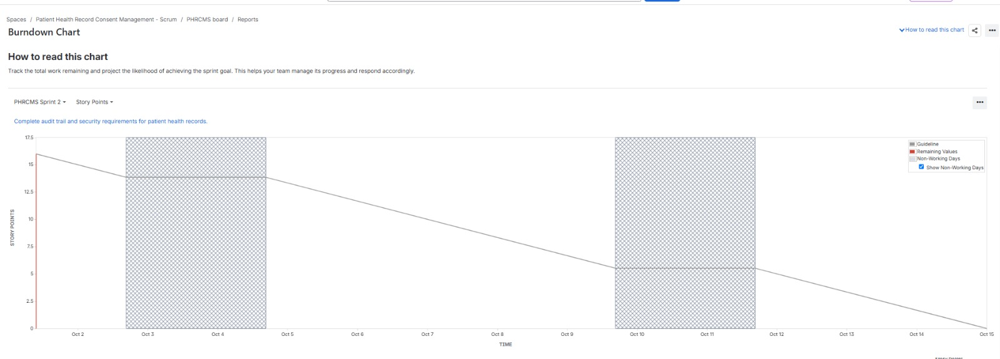 Spaces / Patient Health Record Consent Management - Scrum / PHRCMS board / Reports
Burndown Chart
How to read this chart
How to read this chart
Track the total work remaining and project the likelihood of achieving the sprint goal. This helps your team manage its progress and respond accordingly.
PHRCMS Sprint 2
Story Points
Complete audit trail and security requirements for patient health records.
17.5
15
12.5
10
7.5
5
2.5
0
STORY POINTS
Guideline
Remaining Values
Non-Working Days
Show Non-Working Days
Oct 2
Oct 3
Oct 4
Oct 5
Oct 6
Oct 7
Oct 8
Oct 9
Oct 10
Oct 11
Oct 12
Oct 13
Oct 14
Oct 15
TIME
Story Points